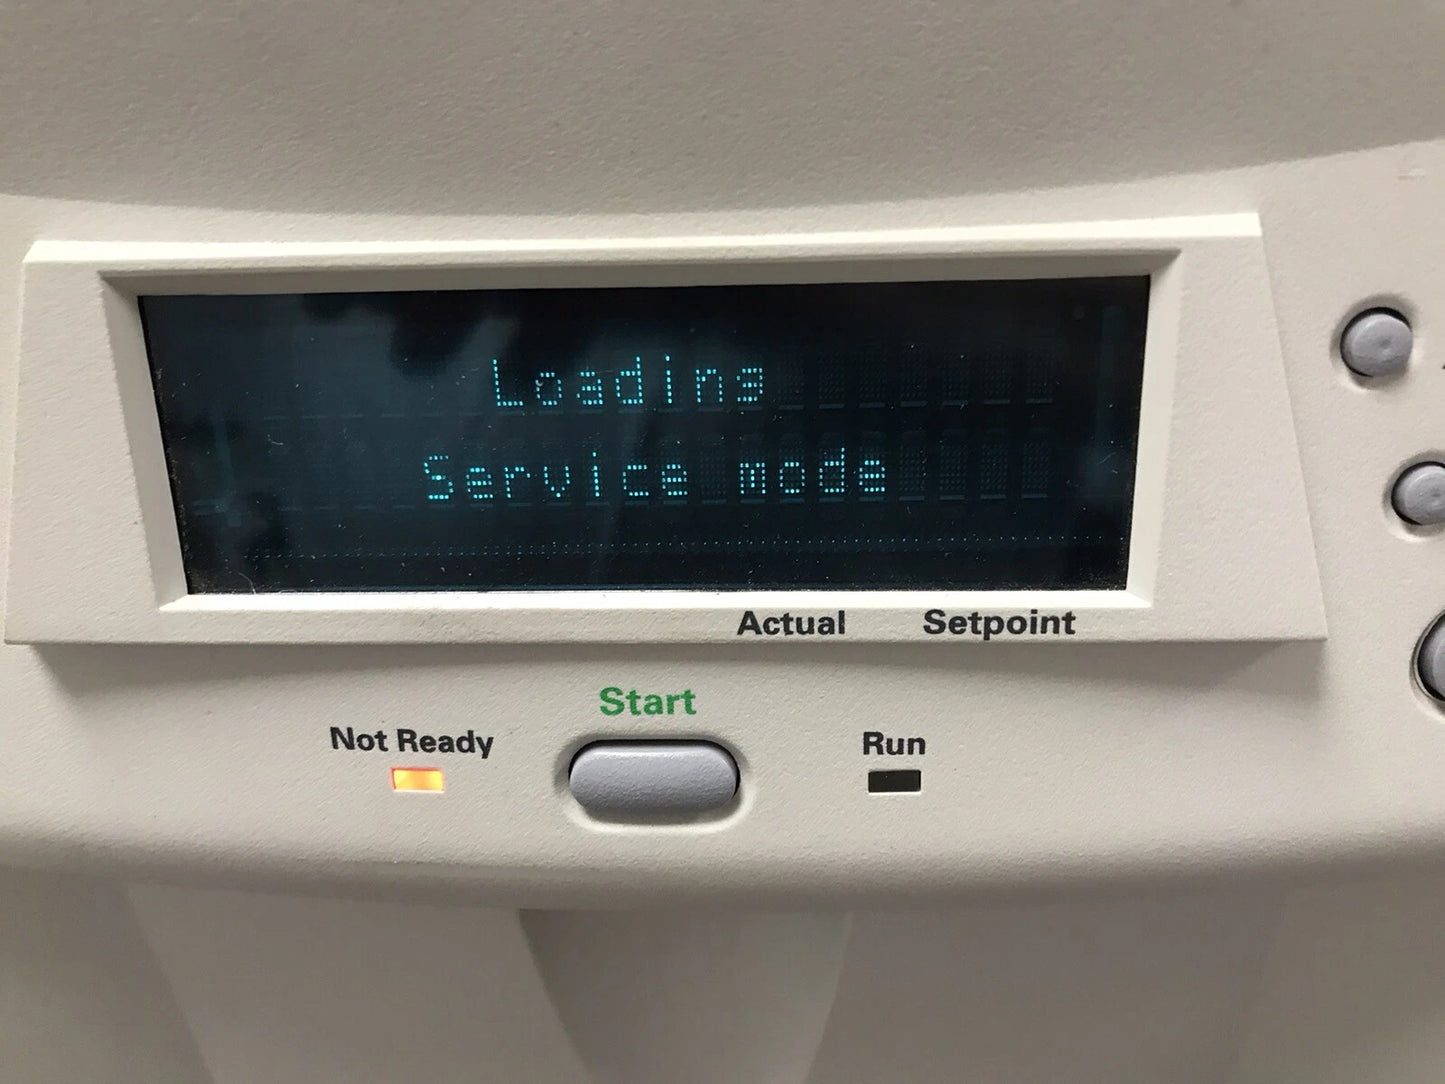 Loading
Service mode
Actual Setpoint
Start
Not Ready Run